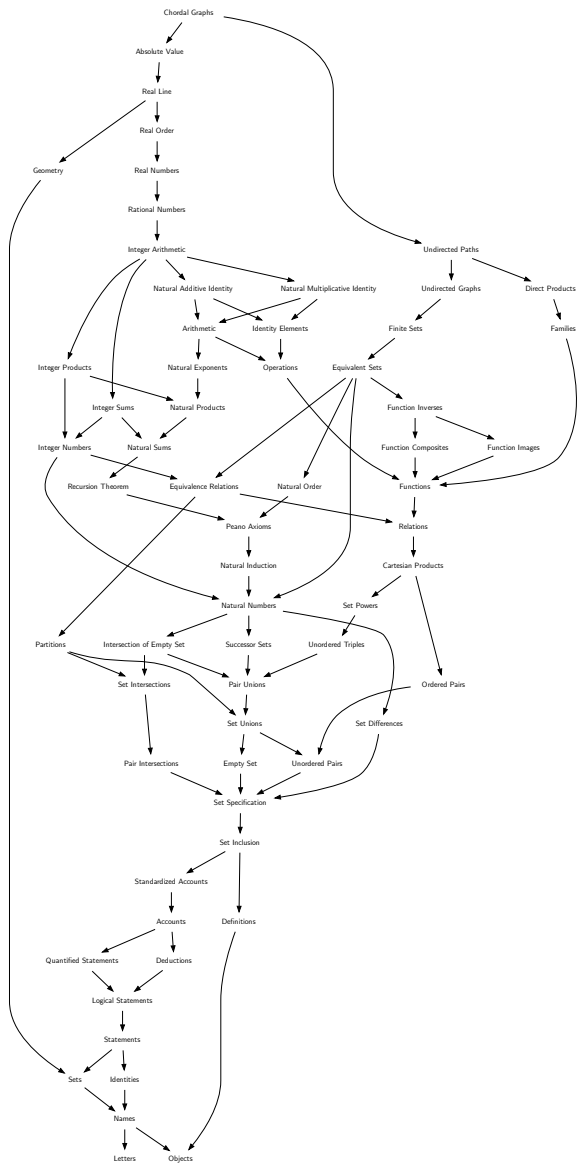 Chordal Graphs
Absolute Value
Real Line
Real Order
Geometry
Real Numbers
Rational Numbers
Integer Arithmetic
Undirected Paths
Natural Additive Identity
Natural Multiplicative Identity
Undirected Graphs
Direct Products
Arithmetic
Identity Elements
Finite Sets
Families
Integer Products
Natural Exponents
Operations
Equivalent Sets
Integer Sums
Natural Products
Function Inverses
Integer Numbers
Natural Sums
Function Composites
Function Images
Recursion Theorem
Equivalence Relations
Natural Order
Functions
Peano Axioms
Relations
Natural Induction
Cartesian Products
Natural Numbers
Set Powers
Partitions
Intersection of Empty Set
Successor Sets
Unordered Triples
Set Intersections
Pair Unions
Ordered Pairs
Set Unions
Set Differences
Pair Intersections
Empty Set
Unordered Pairs
Set Specification
Set Inclusion
Standardized Accounts
Accounts
Definitions
Quantified Statements
Deductions
Logical Statements
Statements
Sets
Identities
Names
Letters
Objects